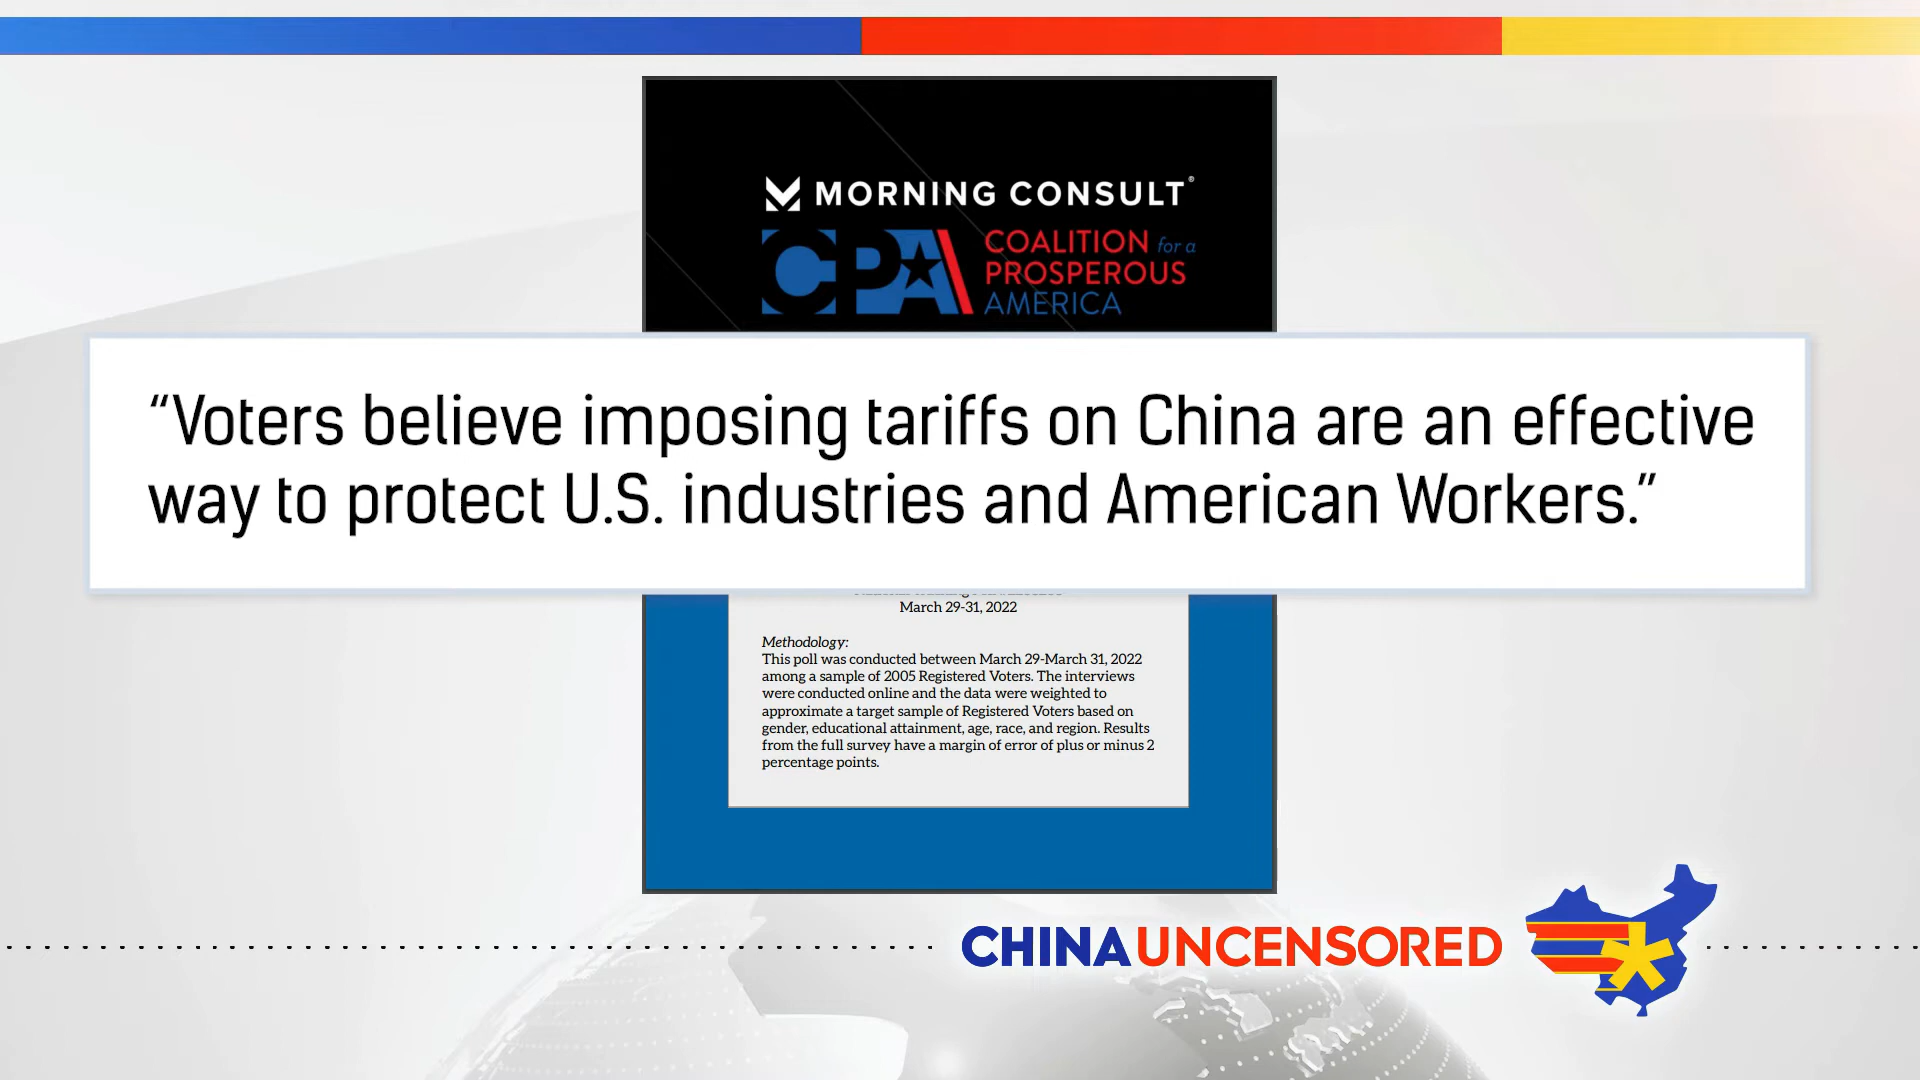 MORNING CONSULT®
CPA COALITION for a
PROSPEROUS
AMERICA
“Voters believe imposing tariffs on China are an effective
way to protect U.S. industries and American Workers.”
March 29-31, 2022
Methodology:
This poll was conducted between March 29-March 31, 2022
among a sample of 2005 Registered Voters. The interviews
were conducted online and the data were weighted to
approximate a target sample of Registered Voters based on
gender, educational attainment, age, race, and region. Results
from the full survey have a margin of error of plus or minus 2
percentage points.
CHINA UNCENSORED